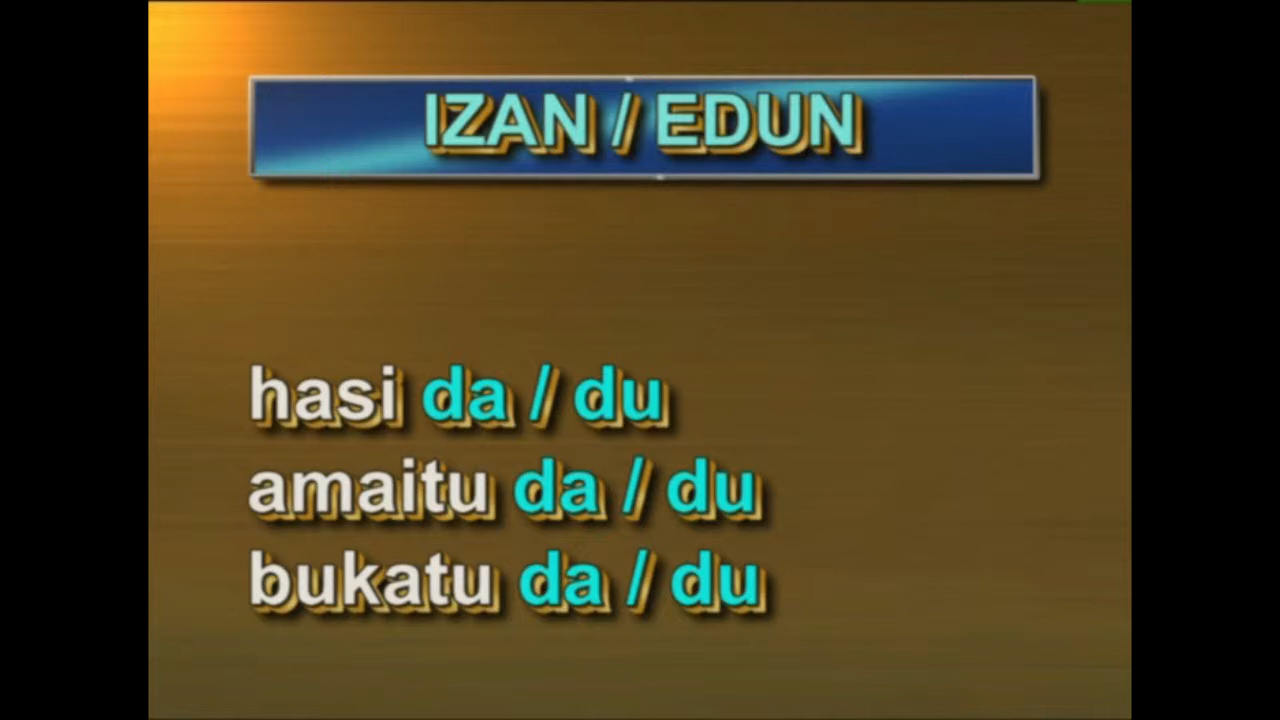 IZAN / EDUN
hasi da / du
amaitu da / du
bukatu da / du